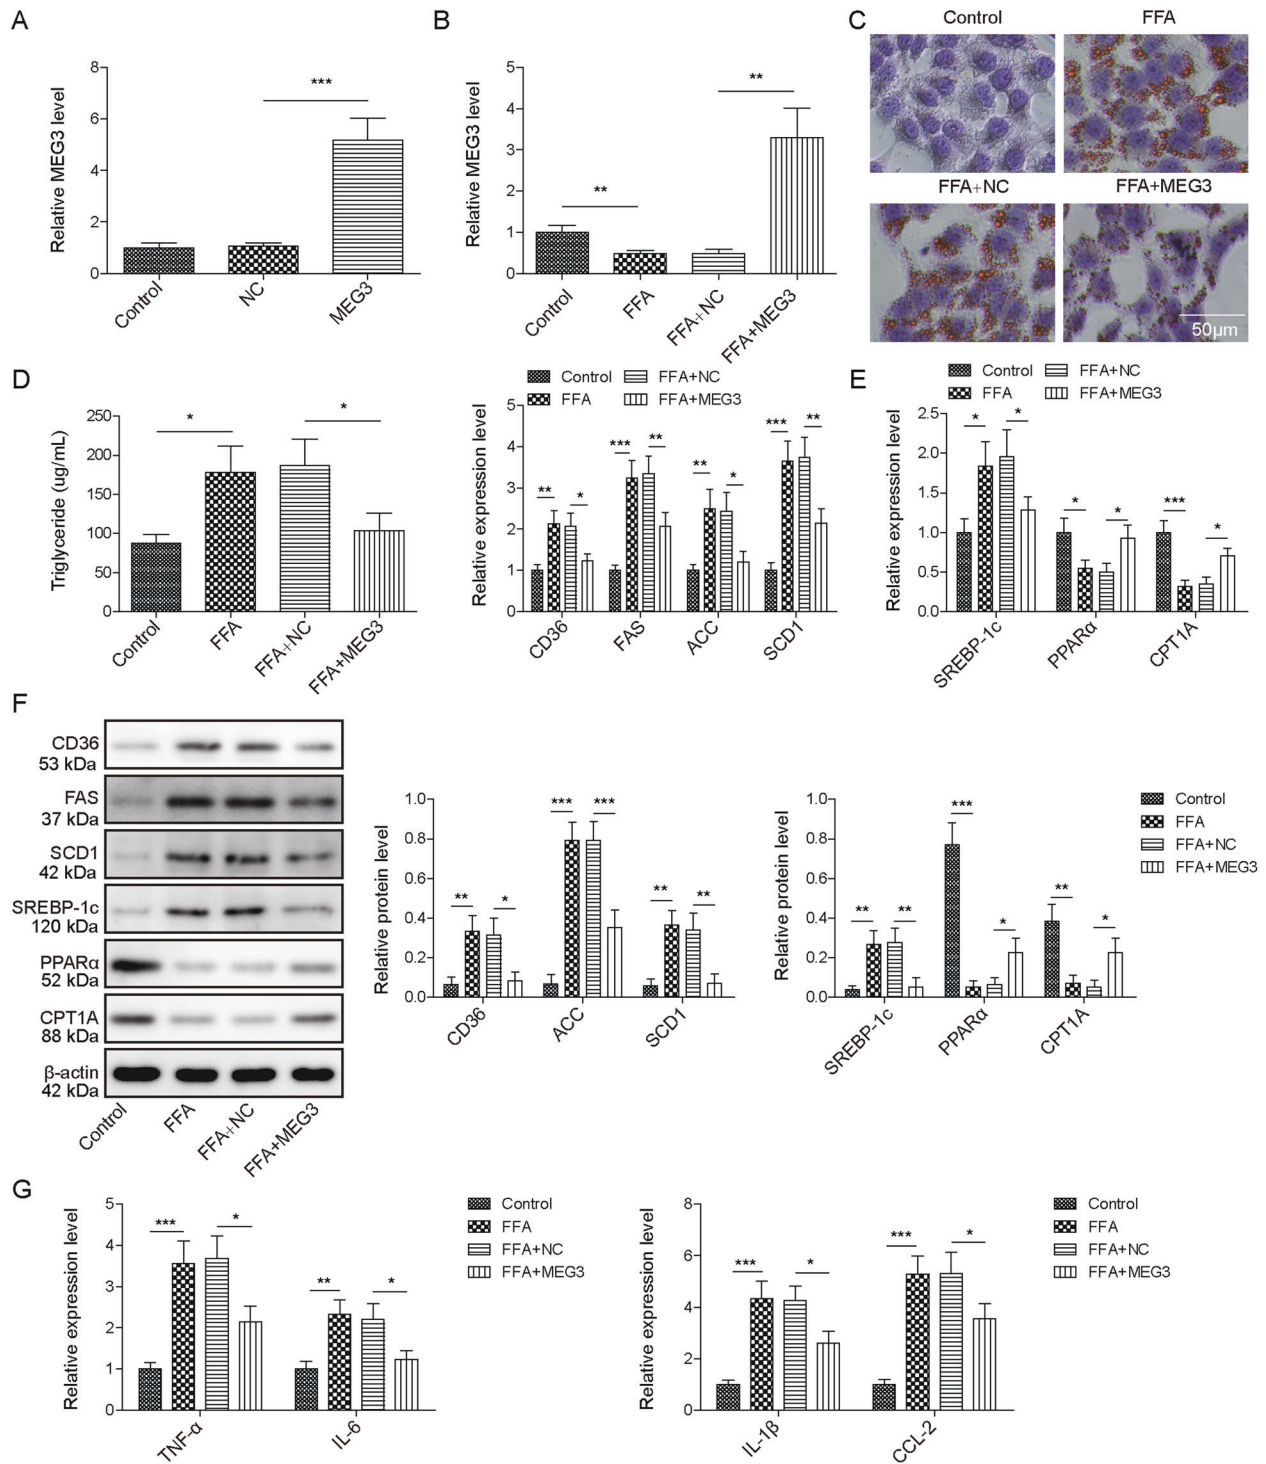 A
Relative MEG3 level
8
6
4
2
0
***
Control
NC
MEG3
B
Relative MEG3 level
5
4
3
2
1
0
**
**
Control
FFA
FFA+NC
FFA+MEG3
C
Control
FFA
FFA+NC
FFA+MEG3
50μm
D
Triglyceride (ug/mL)
250
200
150
100
50
0
*
*
Control
FFA
FFA+NC
FFA+MEG3
Control
FFA
FFA+NC
FFA+MEG3
Relative expression level
5
4
3
2
1
0
**
*
***
**
**
*
***
**
CD36
FAS
ACC
SCD1
E
Control
FFA
FFA+NC
FFA+MEG3
Relative expression level
2.5
2.0
1.5
1.0
0.5
0.0
*
*
*
*
***
*
SREBP-1c
PPARα
CPT1A
F
CD36
53 kDa
FAS
37 kDa
SCD1
42 kDa
SREBP-1c
120 kDa
PPARα
52 kDa
CPT1A
88 kDa
β-actin
42 kDa
Control
FFA
FFA+NC
FFA+MEG3
Relative protein level
1.0
0.8
0.6
0.4
0.2
0.0
**
*
***
***
**
**
CD36
ACC
SCD1
Relative protein level
1.0
0.8
0.6
0.4
0.2
0.0
**
**
***
*
**
*
SREBP-1c
PPARα
CPT1A
Control
FFA
FFA+NC
FFA+MEG3
G
Relative expression level
5
4
3
2
1
0
***
*
**
*
TNF-α
IL-6
Control
FFA
FFA+NC
FFA+MEG3
Relative expression level
8
6
4
2
0
***
*
***
*
IL-1β
CCL-2
Control
FFA
FFA+NC
FFA+MEG3